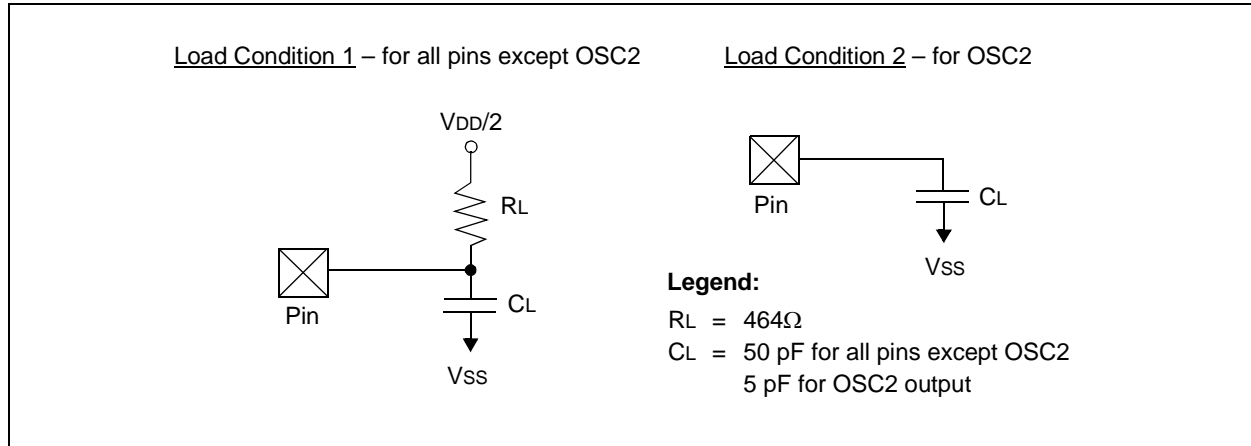 Load Condition 1 – for all pins except OSC2
VDD/2
RL
Pin
CL
VSS
Load Condition 2 – for OSC2
Pin
CL
VSS
Legend:
RL = 464Ω
CL = 50 pF for all pins except OSC2
5 pF for OSC2 output